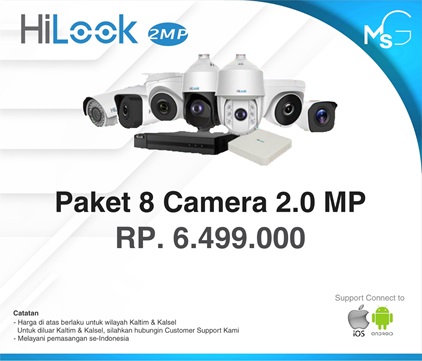 HiLook 2MP
MsG
Paket 8 Camera 2.0 MP
RP. 6.499.000
Support Connect to
iOS ANDROID
Catatan
- Harga di atas berlaku untuk wilayah Kaltim & Kalsel
Untuk diluar Kaltim & Kalsel, silahkan hubungin Customer Support Kami
- Melayani pemasangan se-Indonesia